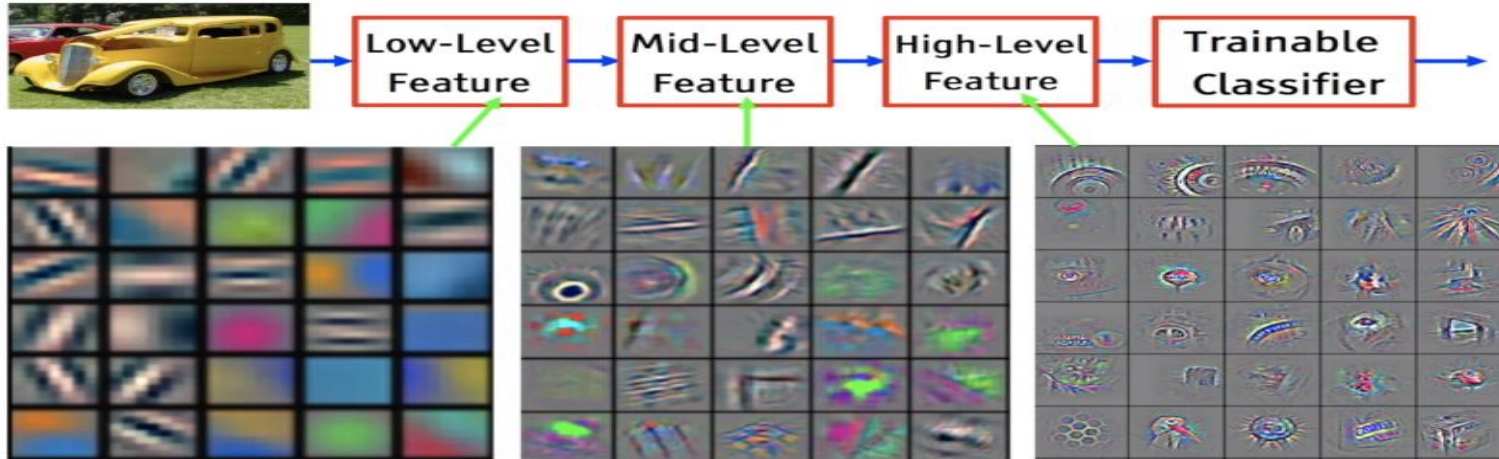 Low-Level
Feature
Mid-Level
Feature
High-Level
Feature
Trainable
Classifier